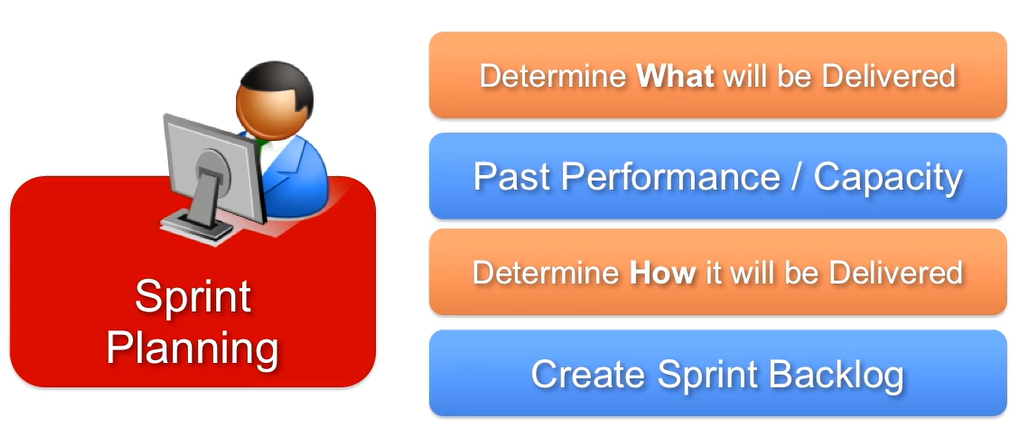 Sprint
Planning
Determine What will be Delivered
Past Performance / Capacity
Determine How it will be Delivered
Create Sprint Backlog